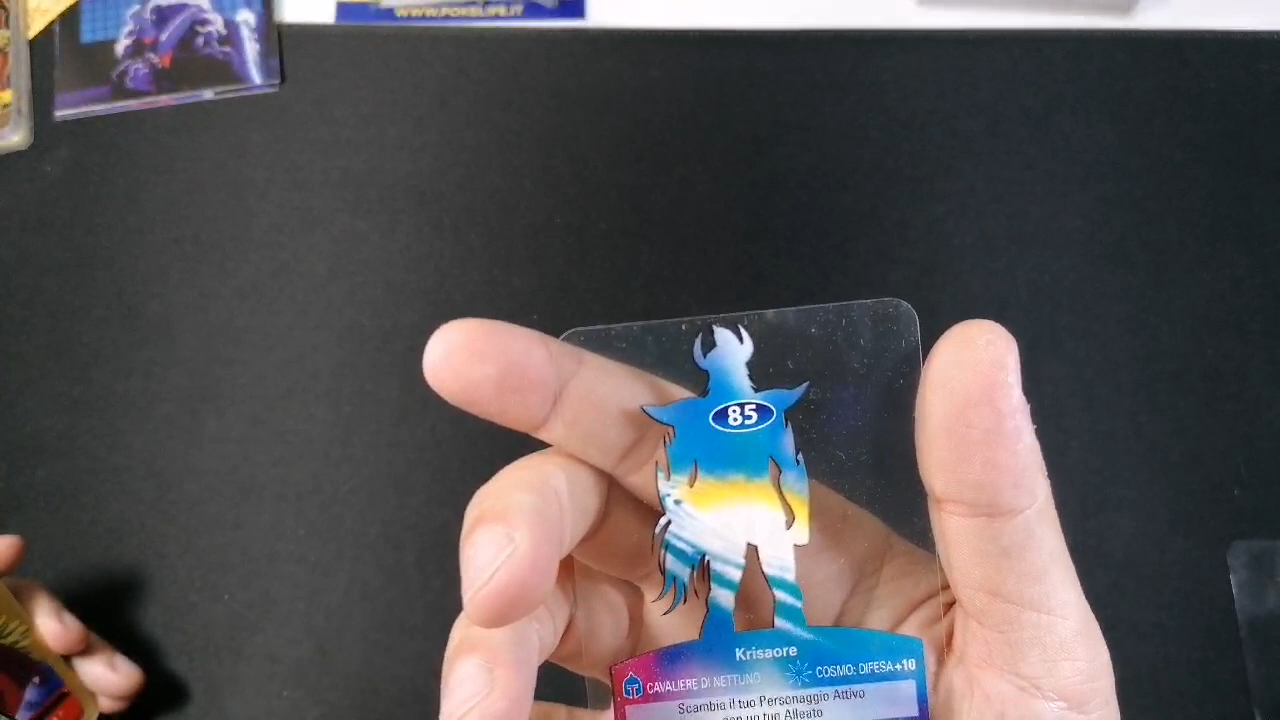 WWW.POKELIFE.IT
85
Krisaore
CAVALIERE DI NETTUNO
COSMO: DIFESA+10
Scambia il tuo Personaggio Attivo
con un tuo Alleato